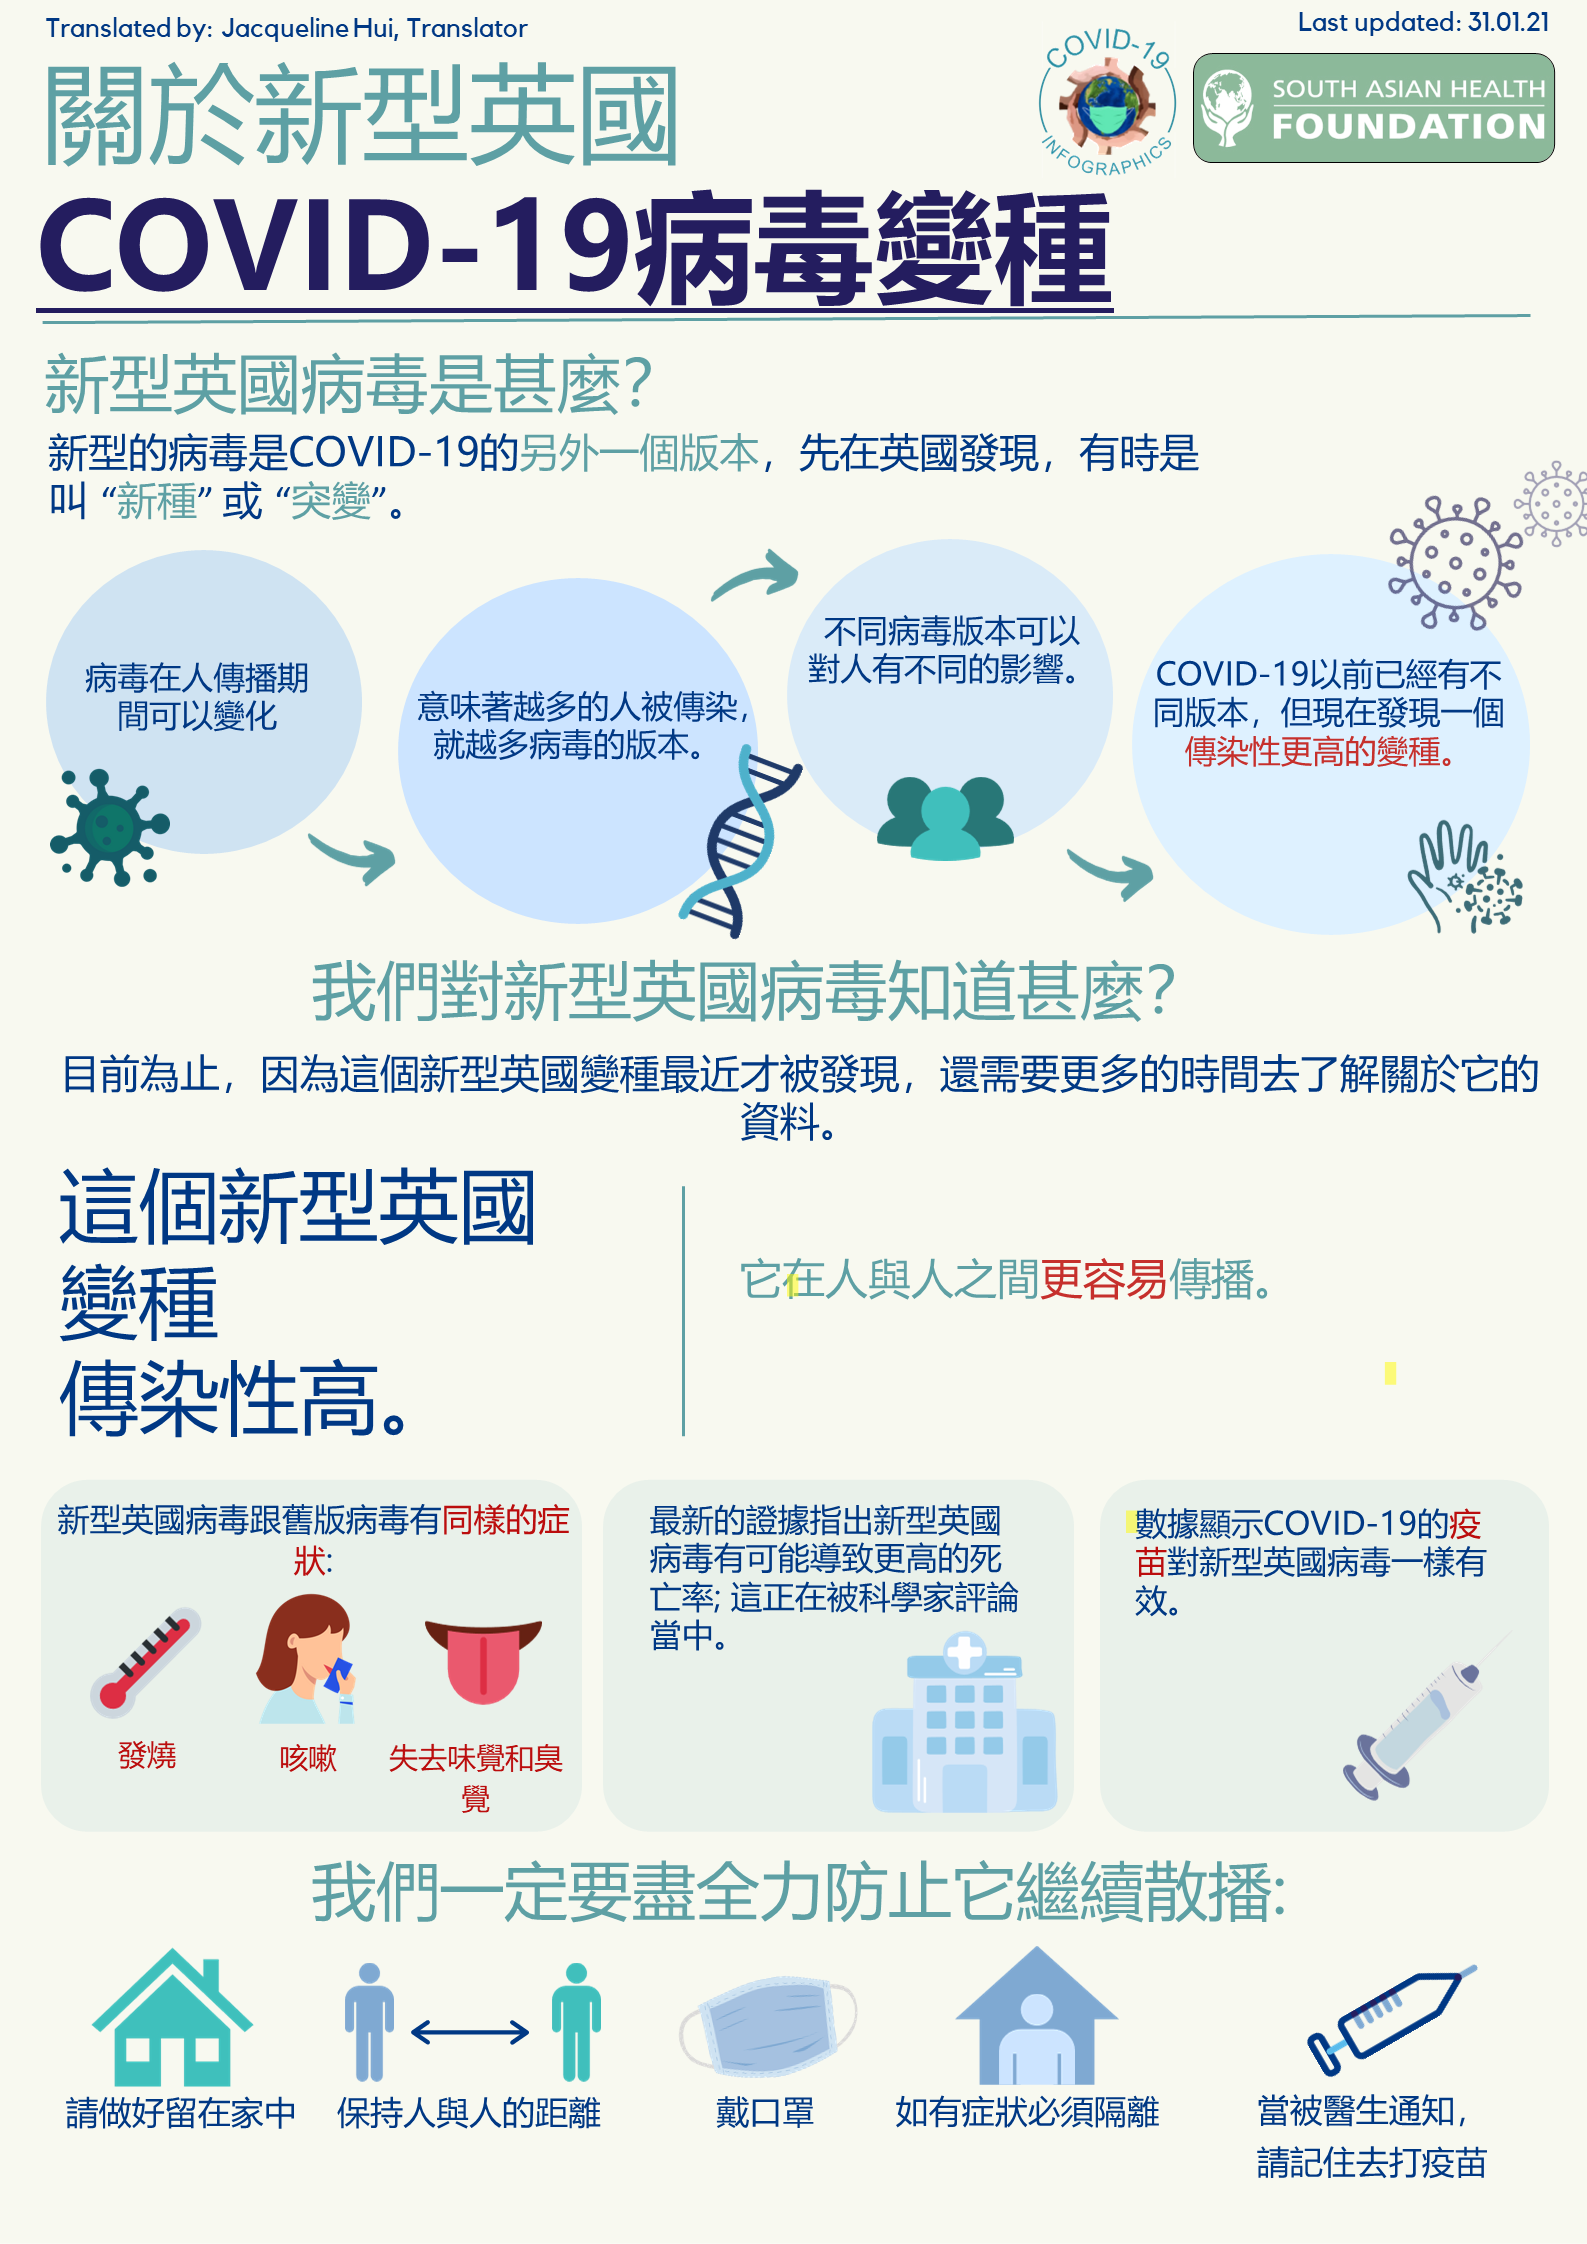 Translated by: Jacqueline Hui, Translator
Last updated: 31.01.21
關於新型英國
COVID-19
INFOGRAPHICS
SOUTH ASIAN HEALTH
FOUNDATION
COVID-19病毒變種
新型英國病毒是甚麼？
新型的病毒是COVID-19的另外一個版本，先在英國發現，有時是
叫 “新種” 或 “突變”。
病毒在人傳播期
間可以變化
意味著越多的人被傳染，
就越多病毒的版本。
不同病毒版本可以
對人有不同的影響。
COVID-19以前已經有不
同版本，但現在發現一個
傳染性更高的變種。
我們對新型英國病毒知道甚麼？
目前為止，因為這個新型英國變種最近才被發現，還需要更多的時間去了解關於它的
資料。
這個新型英國
變種
傳染性高。
它在人與人之間更容易傳播。
新型英國病毒跟舊版病毒有同樣的症
狀:
發燒
咳嗽
失去味覺和臭
覺
最新的證據指出新型英國
病毒有可能導致更高的死
亡率; 這正在被科學家評論
當中。
數據顯示COVID-19的疫
苗對新型英國病毒一樣有
效。
我們一定要盡全力防止它繼續散播:
請做好留在家中
保持人與人的距離
戴口罩
如有症狀必須隔離
當被醫生通知，
請記住去打疫苗